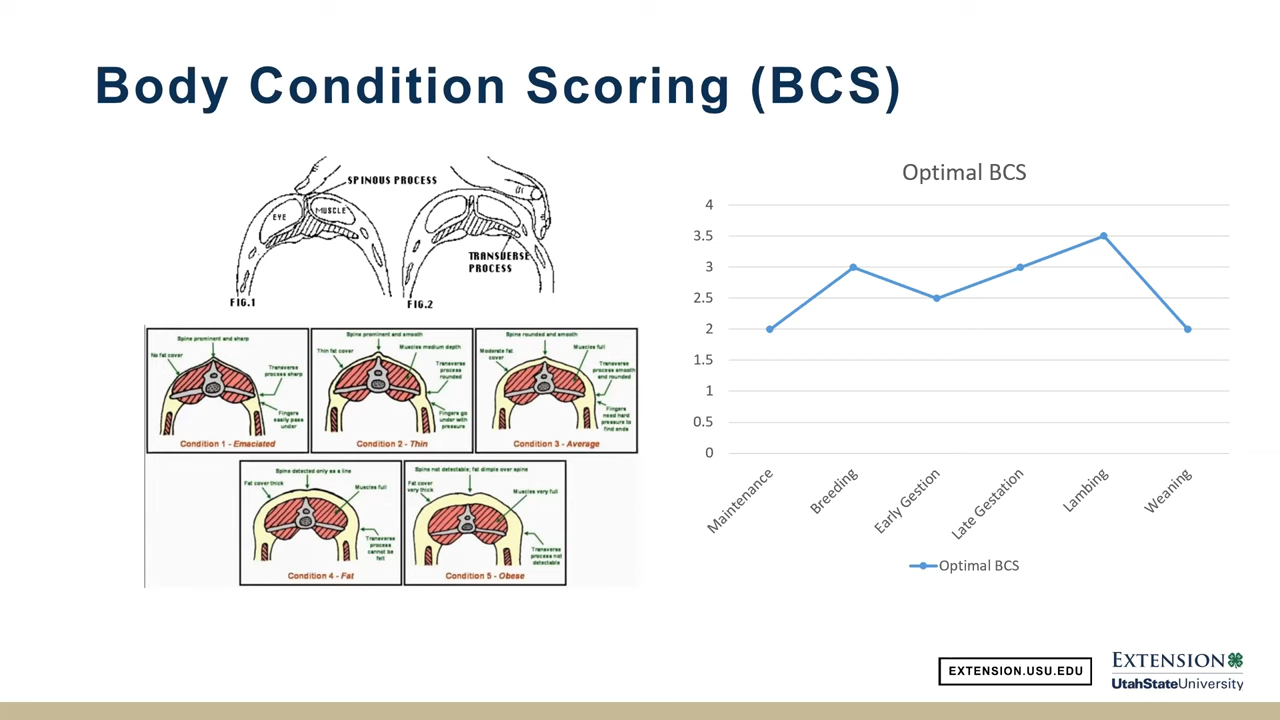 Body Condition Scoring (BCS)
SPINOUS PROCESS
EYE
MUSCLE
TRANSVERSE
PROCESS
FIG.1
FIG.2
Spine prominent and sharp
No fat cover
Transverse
process sharp
Fingers
easily pass
under
Condition 1 - Emaciated
Spine prominent and smooth
Thin fat cover
Muscles medium depth
Transverse
process
rounded
Fingers go
under with
pressure
Condition 2 - Thin
Spine rounded and smooth
Moderate fat
cover
Muscles full
Transverse
process smooth
and rounded
Fingers
need hard
pressure to
find ends
Condition 3 - Average
Spine detected only as a line
Fat cover thick
Muscles full
Transverse
process
cannot be
felt
Condition 4 - Fat
Spine not detectable; fat dimple over spine
Fat cover
very thick
Muscles very full
Transverse
process not
detectable
Condition 5 - Obese
Optimal BCS
4
3.5
3
2.5
2
1.5
1
0.5
0
Maintenance
Breeding
Early Gestion
Late Gestation
Lambing
Weaning
Optimal BCS
EXTENSION.USU.EDU
EXTENSION
UtahStateUniversity